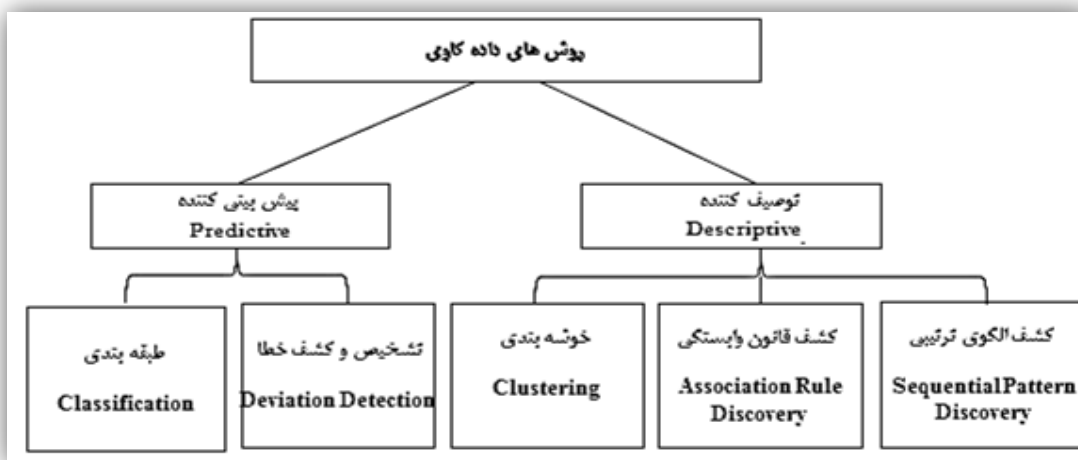 روش های داده کاوی
توصیف کننده
Descriptive
پیش بینی کننده
Predictive
کشف الگوی ترتیبی
Sequential Pattern
Discovery
کشف قانون وابستگی
Association Rule
Discovery
خوشه بندی
Clustering
تشخیص و کشف خطا
Deviation Detection
طبقه بندی
Classification